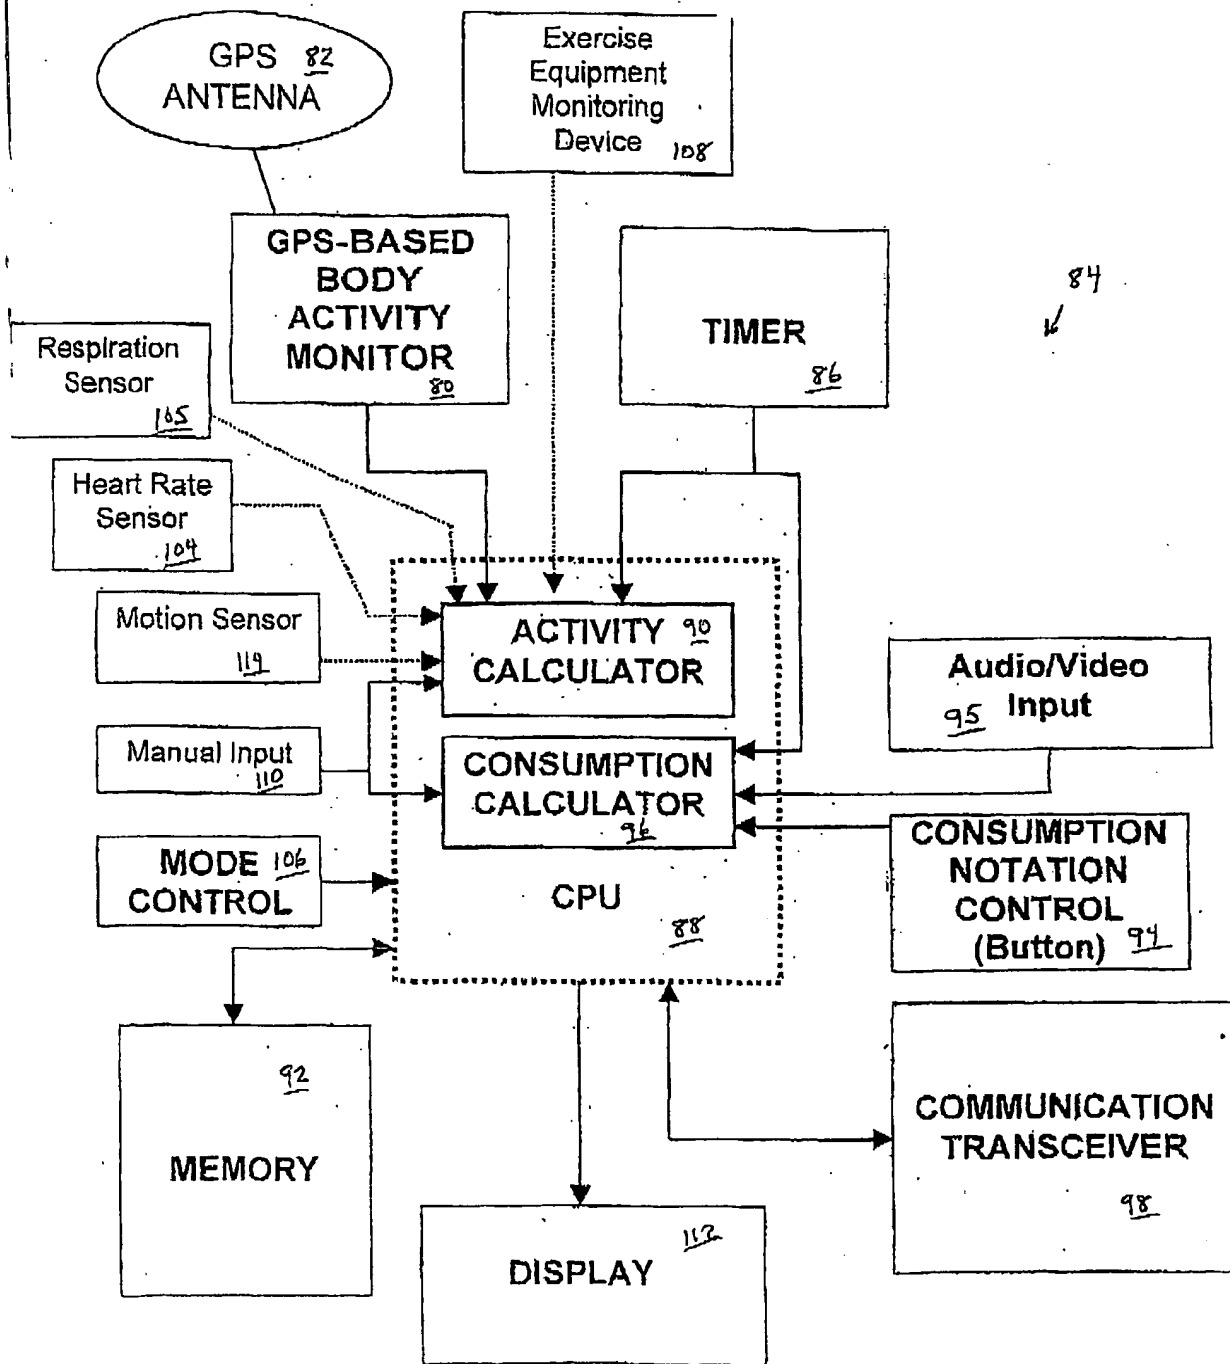 GPS 82
ANTENNA
Exercise
Equipment
Monitoring
Device 108
GPS-BASED
BODY
ACTIVITY
MONITOR
80
TIMER
86
84
Respiration
Sensor
105
Heart Rate
Sensor
104
Motion Sensor
114
Manual Input
110
MODE 106
CONTROL
ACTIVITY 90
CALCULATOR
CONSUMPTION
CALCULATOR
96
CPU
88
Audio/Video
95 Input
CONSUMPTION
NOTATION
CONTROL
(Button) 94
92
MEMORY
112
DISPLAY
COMMUNICATION
TRANSCEIVER
98